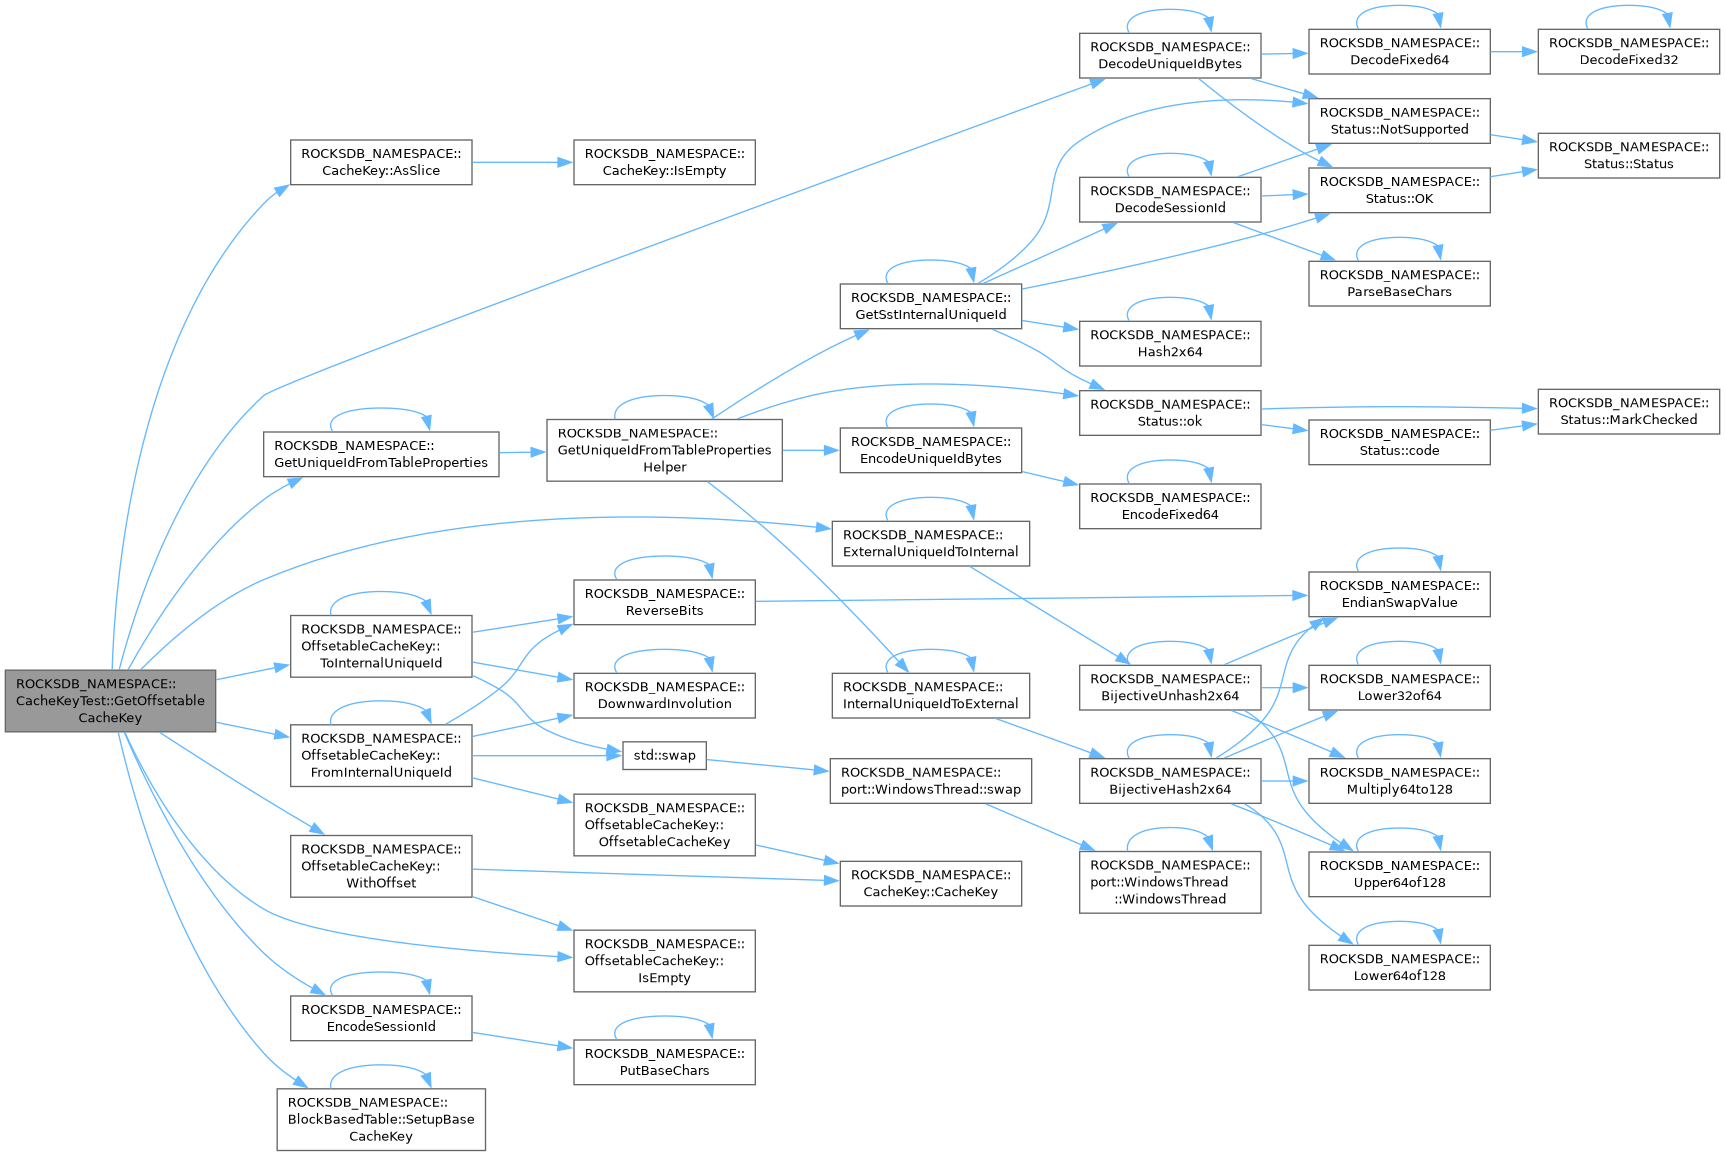 ROCKSDB_NAMESPACE::
CacheKeyTest::GetOffsetable
CacheKey
ROCKSDB_NAMESPACE::
CacheKey::AsSlice
ROCKSDB_NAMESPACE::
CacheKey::IsEmpty
ROCKSDB_NAMESPACE::
DecodeUniqueIdBytes
ROCKSDB_NAMESPACE::
DecodeFixed64
ROCKSDB_NAMESPACE::
DecodeFixed32
ROCKSDB_NAMESPACE::
Status::NotSupported
ROCKSDB_NAMESPACE::
Status::Status
ROCKSDB_NAMESPACE::
Status::OK
ROCKSDB_NAMESPACE::
DecodeSessionId
ROCKSDB_NAMESPACE::
ParseBaseChars
ROCKSDB_NAMESPACE::
GetSstInternalUniqueId
ROCKSDB_NAMESPACE::
Hash2x64
ROCKSDB_NAMESPACE::
Status::ok
ROCKSDB_NAMESPACE::
Status::MarkChecked
ROCKSDB_NAMESPACE::
Status::code
ROCKSDB_NAMESPACE::
GetUniqueIdFromTableProperties
ROCKSDB_NAMESPACE::
GetUniqueIdFromTableProperties
Helper
ROCKSDB_NAMESPACE::
EncodeUniqueIdBytes
ROCKSDB_NAMESPACE::
EncodeFixed64
ROCKSDB_NAMESPACE::
ExternalUniqueIdToInternal
ROCKSDB_NAMESPACE::
ReverseBits
ROCKSDB_NAMESPACE::
EndianSwapValue
ROCKSDB_NAMESPACE::
OffsetableCacheKey::
ToInternalUniqueId
ROCKSDB_NAMESPACE::
DownwardInvolution
ROCKSDB_NAMESPACE::
InternalUniqueIdToExternal
ROCKSDB_NAMESPACE::
BijectiveUnhash2x64
ROCKSDB_NAMESPACE::
Lower32of64
ROCKSDB_NAMESPACE::
OffsetableCacheKey::
FromInternalUniqueId
std::swap
ROCKSDB_NAMESPACE::
port::WindowsThread::swap
ROCKSDB_NAMESPACE::
BijectiveHash2x64
ROCKSDB_NAMESPACE::
Multiply64to128
ROCKSDB_NAMESPACE::
OffsetableCacheKey::
OffsetableCacheKey
ROCKSDB_NAMESPACE::
OffsetableCacheKey::
WithOffset
ROCKSDB_NAMESPACE::
CacheKey::CacheKey
ROCKSDB_NAMESPACE::
port::WindowsThread
::WindowsThread
ROCKSDB_NAMESPACE::
Upper64of128
ROCKSDB_NAMESPACE::
OffsetableCacheKey::
IsEmpty
ROCKSDB_NAMESPACE::
Lower64of128
ROCKSDB_NAMESPACE::
EncodeSessionId
ROCKSDB_NAMESPACE::
PutBaseChars
ROCKSDB_NAMESPACE::
BlockBasedTable::SetupBase
CacheKey